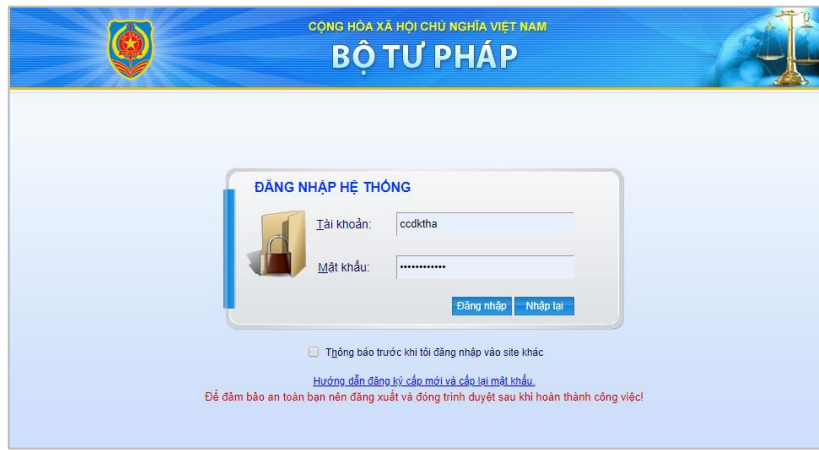 CỘNG HÒA XÃ HỘI CHỦ NGHĨA VIỆT NAM
BỘ TƯ PHÁP
ĐĂNG NHẬP HỆ THỐNG
Tài khoản: ccdktha
Mật khẩu: ••••••••••••
Đăng nhập Nhập lại
Thông báo trước khi tôi đăng nhập vào site khác
Hướng dẫn đăng ký cấp mới và cấp lại mật khẩu.
Để đảm bảo an toàn bạn nên đăng xuất và đóng trình duyệt sau khi hoàn thành công việc!